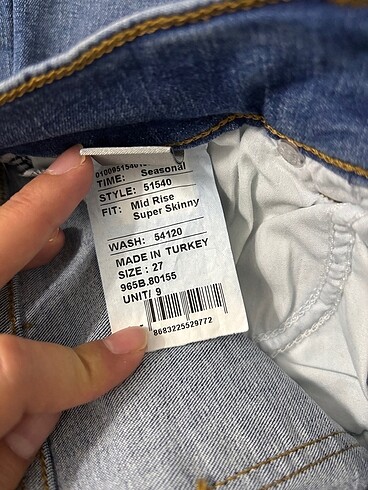 TIME: Seasonal
STYLE: 51540
FIT: Mid Rise
Super Skinny
WASH: 54120
MADE IN TURKEY
SIZE : 27
965B.80155
UNIT/ 9
8683225529772